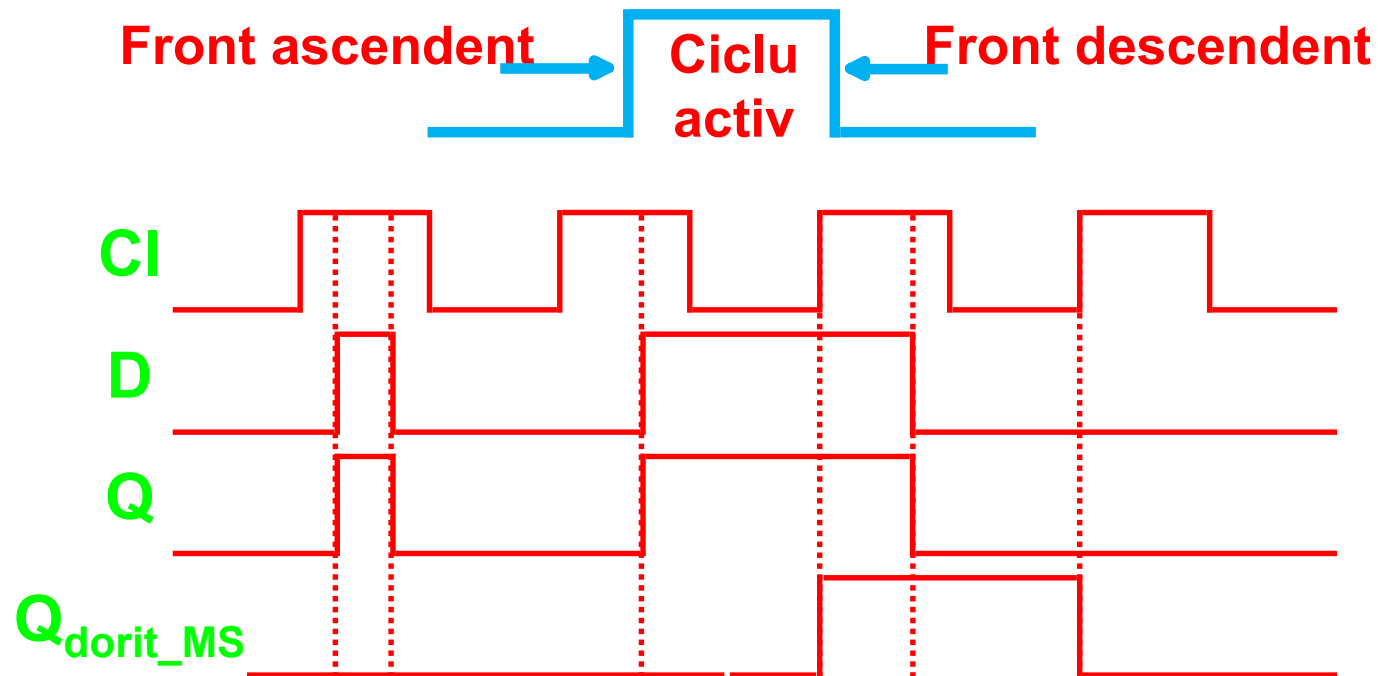 Front ascendent
Ciclu
activ
Front descendent
Cl
D
Q
Qdorit_MS